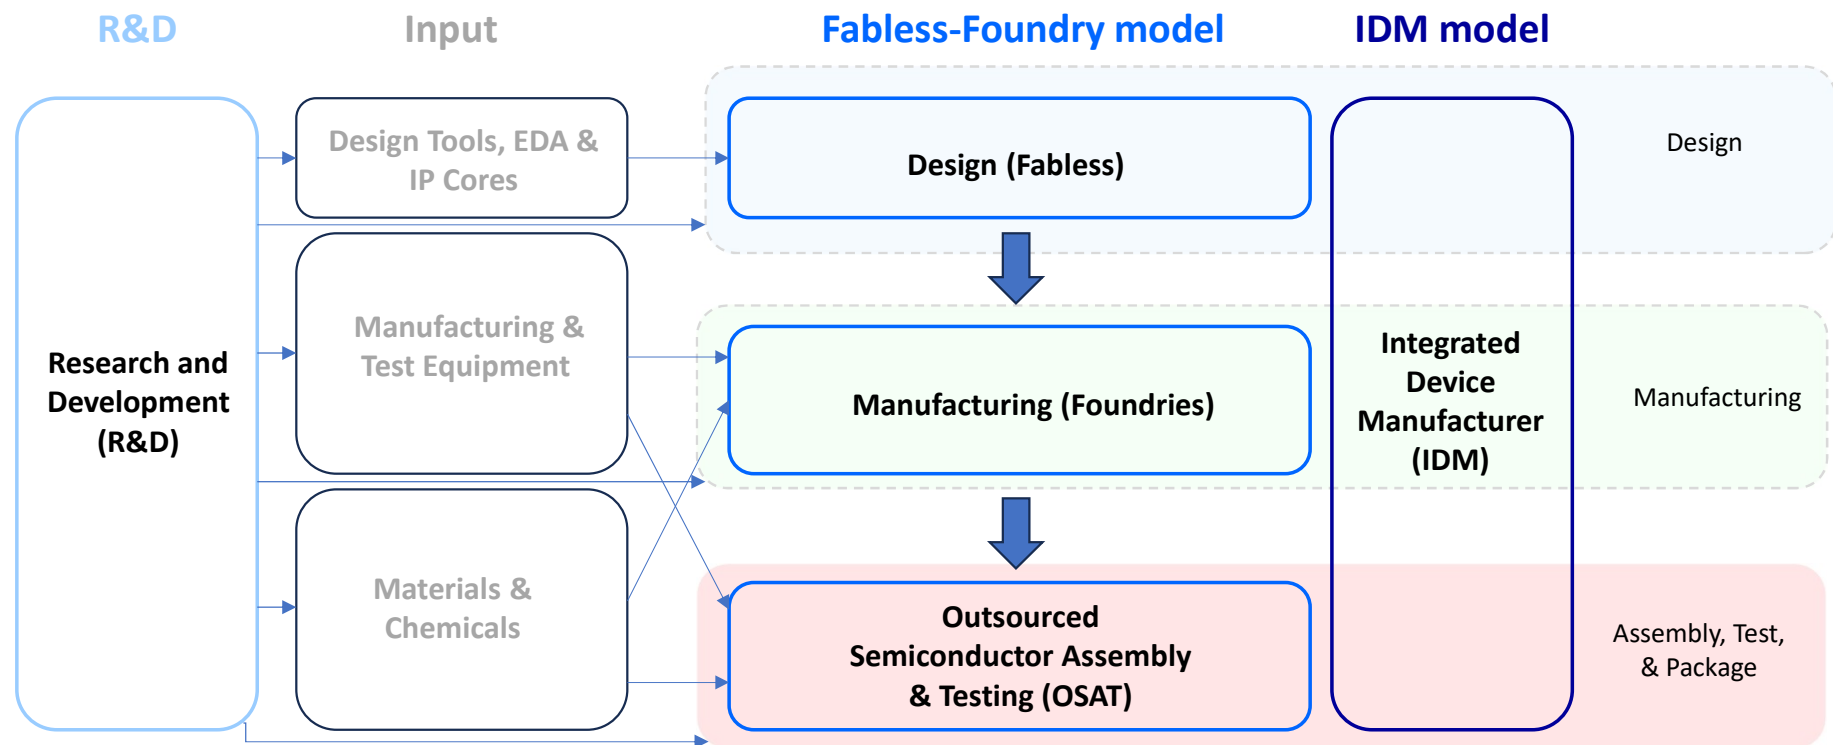 R&D
Input
Fabless-Foundry model
IDM model
Research and
Development
(R&D)
Design Tools, EDA &
IP Cores
Manufacturing &
Test Equipment
Materials &
Chemicals
Design (Fabless)
Manufacturing (Foundries)
Outsourced
Semiconductor Assembly
& Testing (OSAT)
Integrated
Device
Manufacturer
(IDM)
Design
Manufacturing
Assembly, Test,
& Package